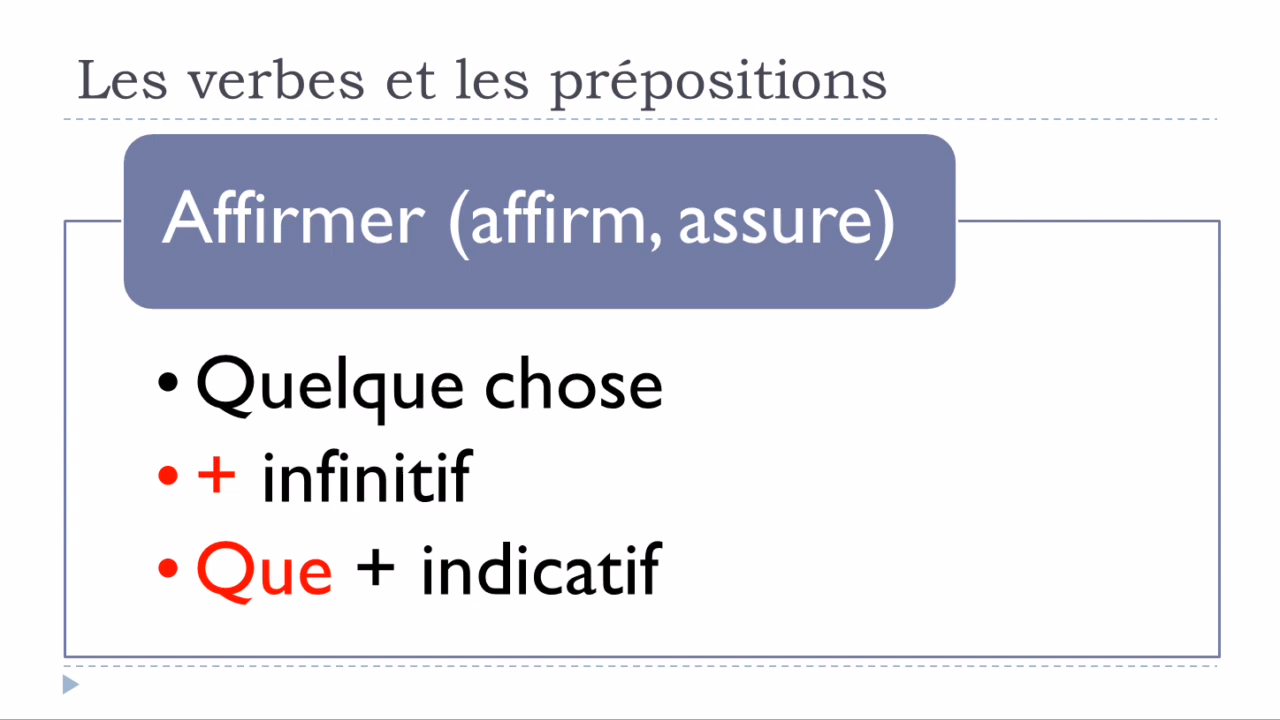 Les verbes et les prépositions
Affirmer (affirm, assure)
• Quelque chose
• + infinitif
• Que + indicatif